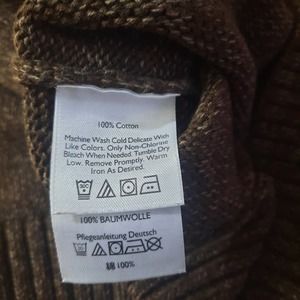 100% Cotton
Machine Wash Cold Delicate With
Like Colors. Only Non-Chlorine
Bleach When Needed. Tumble Dry
Low. Remove Promptly. Warm
Iron As Desired.
100% BAUMWOLLE
Pflegeanleitung Deutsch
100%